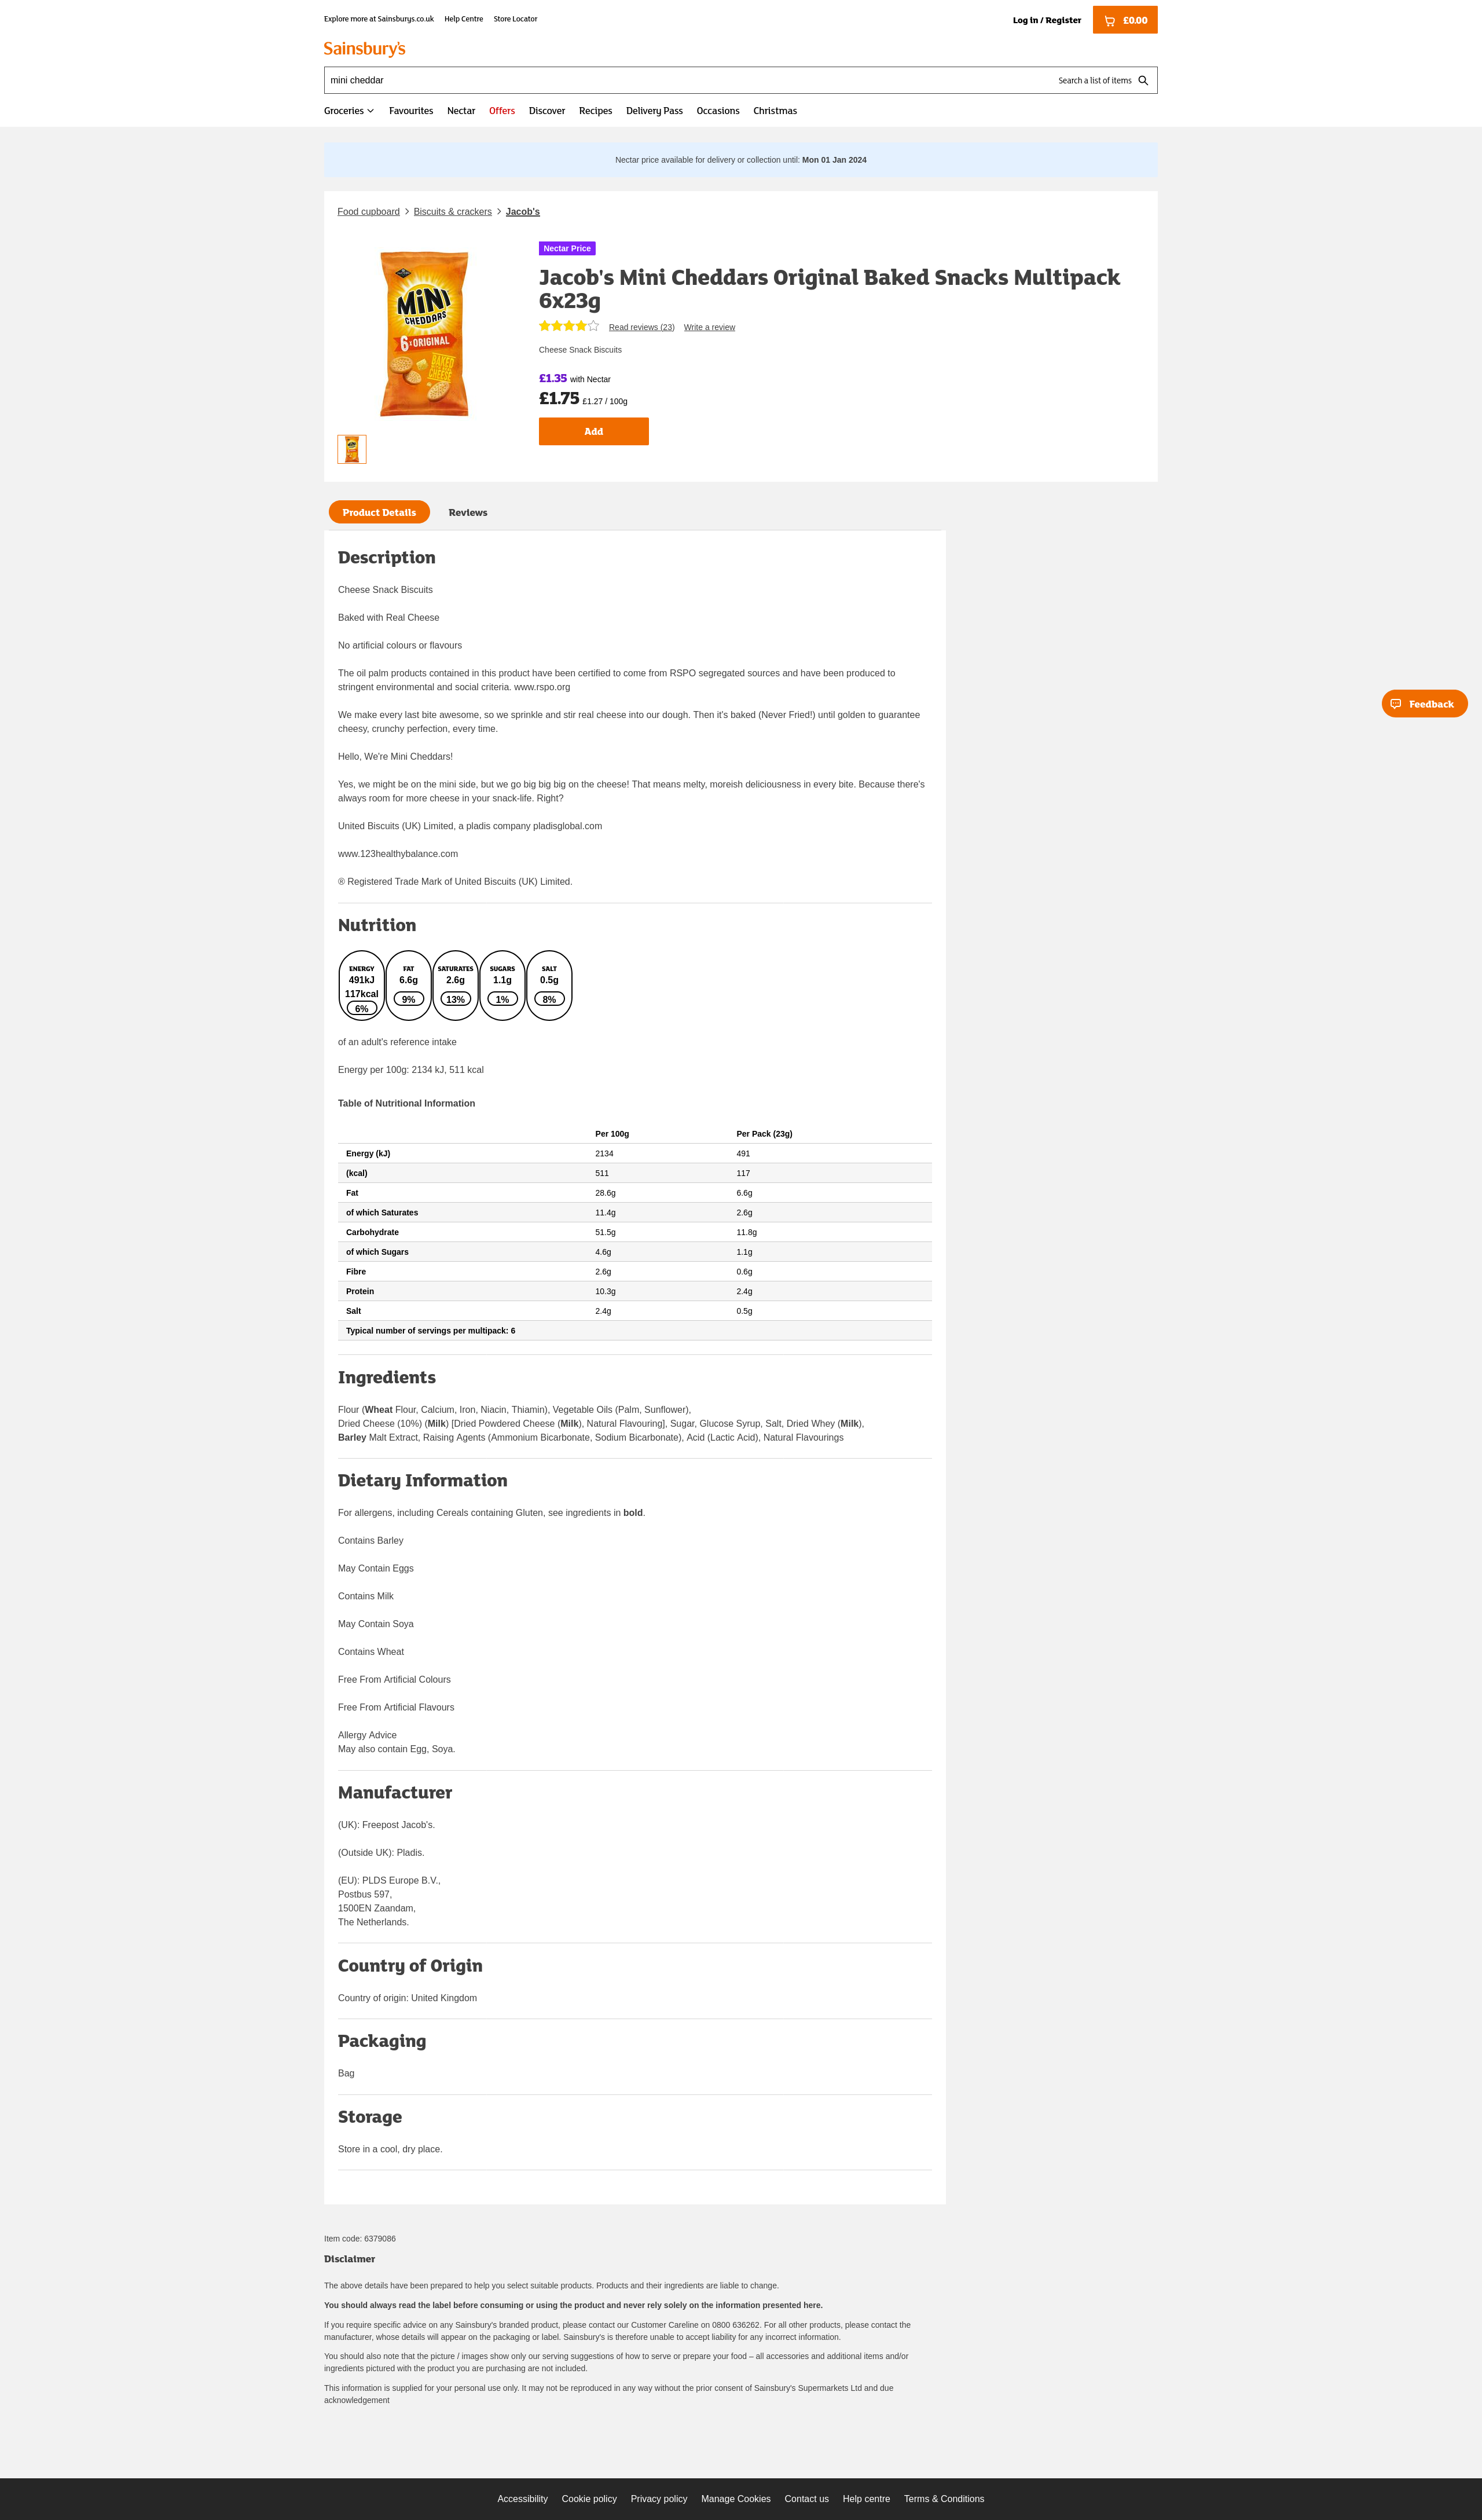 Explore more at Sainsburys.co.uk Help Centre Store Locator
Log in / Register £0.00
Sainsbury's
mini cheddar Search a list of items
Groceries Favourites Nectar Offers Discover Recipes Delivery Pass Occasions Christmas
Nectar price available for delivery or collection until: Mon 01 Jan 2024
Food cupboard Biscuits & crackers Jacob's
Nectar Price
Jacob's Mini Cheddars Original Baked Snacks Multipack
6x23g
Read reviews (23) Write a review
Cheese Snack Biscuits
£1.35 with Nectar
£1.75 £1.27 / 100g
Add
MiNi
CHEDDARS
6 x ORIGINAL
BAKED
CHEESE
Product Details Reviews
Description
Cheese Snack Biscuits
Baked with Real Cheese
No artificial colours or flavours
The oil palm products contained in this product have been certified to come from RSPO segregated sources and have been produced to
stringent environmental and social criteria. www.rspo.org
We make every last bite awesome, so we sprinkle and stir real cheese into our dough. Then it's baked (Never Fried!) until golden to guarantee
cheesy, crunchy perfection, every time.
Hello, We're Mini Cheddars!
Yes, we might be on the mini side, but we go big big big on the cheese! That means melty, moreish deliciousness in every bite. Because there's
always room for more cheese in your snack-life. Right?
United Biscuits (UK) Limited, a pladis company pladisglobal.com
www.123healthybalance.com
® Registered Trade Mark of United Biscuits (UK) Limited.
Feedback
Nutrition
ENERGY FAT SATURATES SUGARS SALT
491kJ 6.6g 2.6g 1.1g 0.5g
117kcal 9% 13% 1% 8%
6%
of an adult's reference intake
Energy per 100g: 2134 kJ, 511 kcal
Table of Nutritional Information
Per 100g Per Pack (23g)
Energy (kJ) 2134 491
(kcal) 511 117
Fat 28.6g 6.6g
of which Saturates 11.4g 2.6g
Carbohydrate 51.5g 11.8g
of which Sugars 4.6g 1.1g
Fibre 2.6g 0.6g
Protein 10.3g 2.4g
Salt 2.4g 0.5g
Typical number of servings per multipack: 6
Ingredients
Flour (Wheat Flour, Calcium, Iron, Niacin, Thiamin), Vegetable Oils (Palm, Sunflower),
Dried Cheese (10%) (Milk) [Dried Powdered Cheese (Milk), Natural Flavouring], Sugar, Glucose Syrup, Salt, Dried Whey (Milk),
Barley Malt Extract, Raising Agents (Ammonium Bicarbonate, Sodium Bicarbonate), Acid (Lactic Acid), Natural Flavourings
Dietary Information
For allergens, including Cereals containing Gluten, see ingredients in bold.
Contains Barley
May Contain Eggs
Contains Milk
May Contain Soya
Contains Wheat
Free From Artificial Colours
Free From Artificial Flavours
Allergy Advice
May also contain Egg, Soya.
Manufacturer
(UK): Freepost Jacob's.
(Outside UK): Pladis.
(EU): PLDS Europe B.V.,
Postbus 597,
1500EN Zaandam,
The Netherlands.
Country of Origin
Country of origin: United Kingdom
Packaging
Bag
Storage
Store in a cool, dry place.
Item code: 6379086
Disclaimer
The above details have been prepared to help you select suitable products. Products and their ingredients are liable to change.
You should always read the label before consuming or using the product and never rely solely on the information presented here.
If you require specific advice on any Sainsbury's branded product, please contact our Customer Careline on 0800 636262. For all other products, please contact the
manufacturer, whose details will appear on the packaging or label. Sainsbury's is therefore unable to accept liability for any incorrect information.
You should also note that the picture / images show only our serving suggestions of how to serve or prepare your food – all accessories and additional items and/or
ingredients pictured with the product you are purchasing are not included.
This information is supplied for your personal use only. It may not be reproduced in any way without the prior consent of Sainsbury's Supermarkets Ltd and due
acknowledgement
Accessibility Cookie policy Privacy policy Manage Cookies Contact us Help centre Terms & Conditions